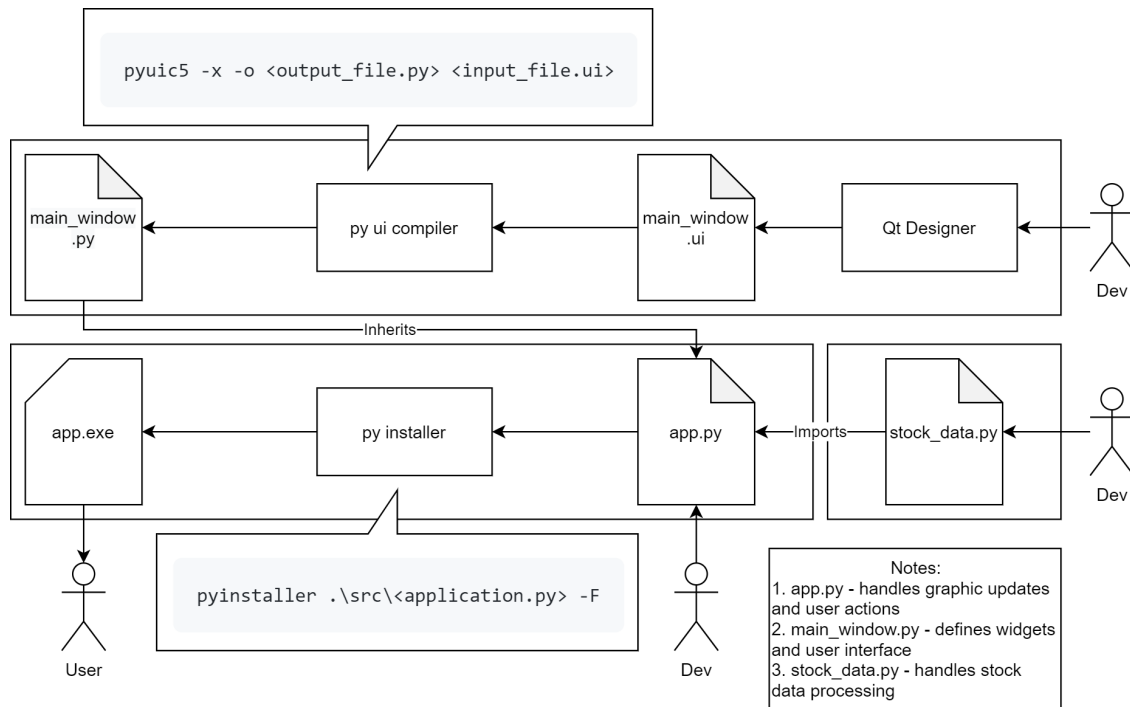 pyuic5 -x -o <output_file.py> <input_file.ui>
main_window
.py
py ui compiler
main_window
.ui
Qt Designer
Dev
Inherits
app.exe
py installer
app.py
Imports
stock_data.py
Dev
User
pyinstaller .\src\<application.py> -F
Dev
Notes:
1. app.py - handles graphic updates
and user actions
2. main_window.py - defines widgets
and user interface
3. stock_data.py - handles stock
data processing